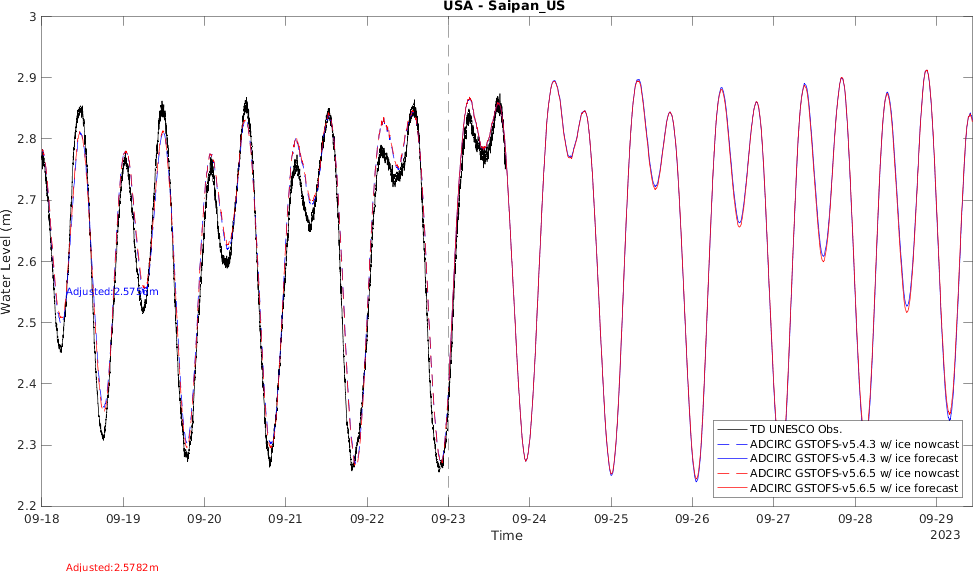 USA - Saipan_US
3
2.9
2.8
2.7
2.6
2.5
2.4
2.3
2.2
Water Level (m)
Adjusted:2.5756m
TD UNESCO Obs.
ADCIRC GSTOFS-v5.4.3 w/ ice nowcast
ADCIRC GSTOFS-v5.4.3 w/ ice forecast
ADCIRC GSTOFS-v5.6.5 w/ ice nowcast
ADCIRC GSTOFS-v5.6.5 w/ ice forecast
09-18 09-19 09-20 09-21 09-22 09-23 09-24 09-25 09-26 09-27 09-28 09-29
Time
2023
Adjusted:2.5782m